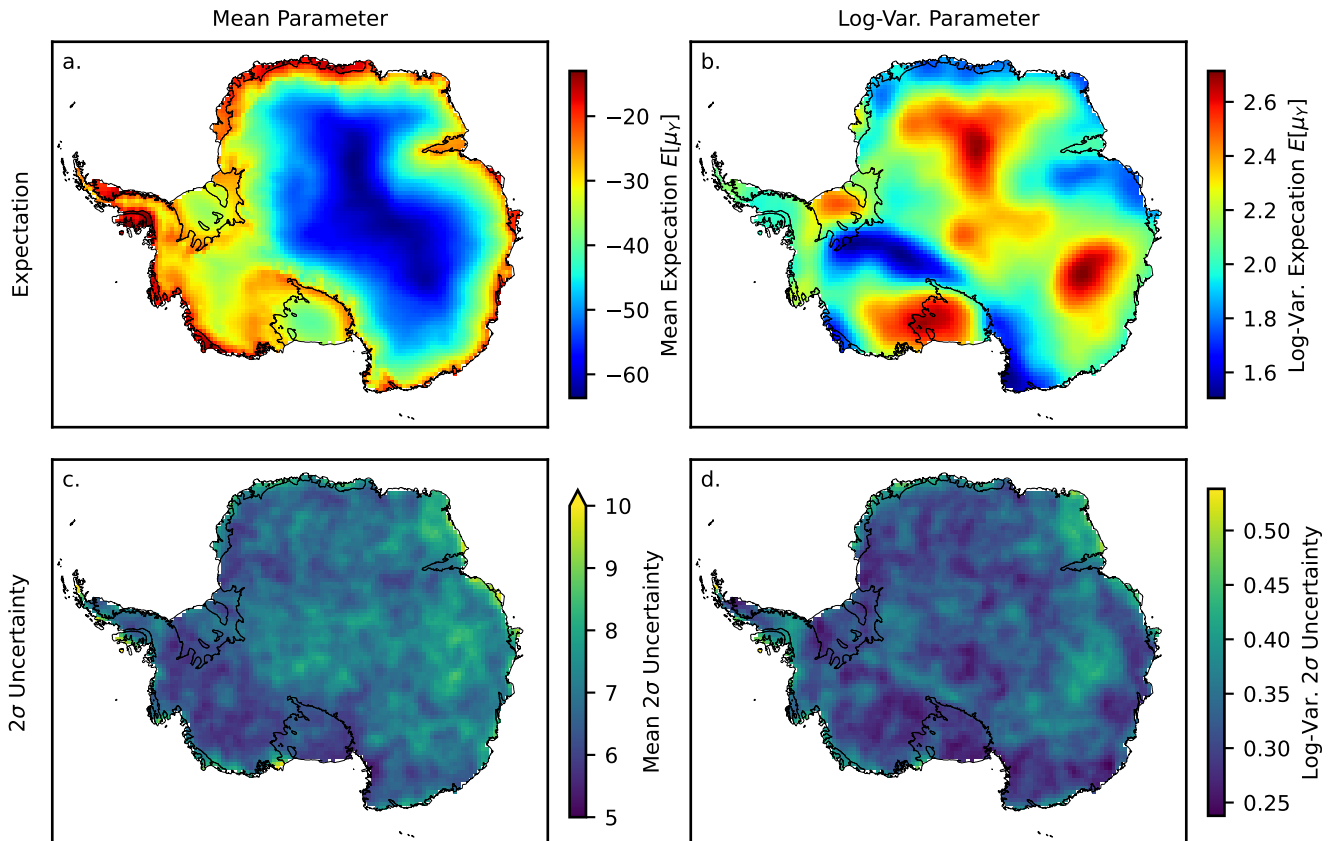 Mean Parameter
Log-Var. Parameter
Expectation
a.
−20
−30
−40
−50
−60
Mean Expecation E[μᵧ]
b.
2.6
2.4
2.2
2.0
1.8
1.6
Log-Var. Expecation E[μᵧ]
2σ Uncertainty
c.
10
9
8
7
6
5
Mean 2σ Uncertainty
d.
0.50
0.45
0.40
0.35
0.30
0.25
Log-Var. 2σ Uncertainty